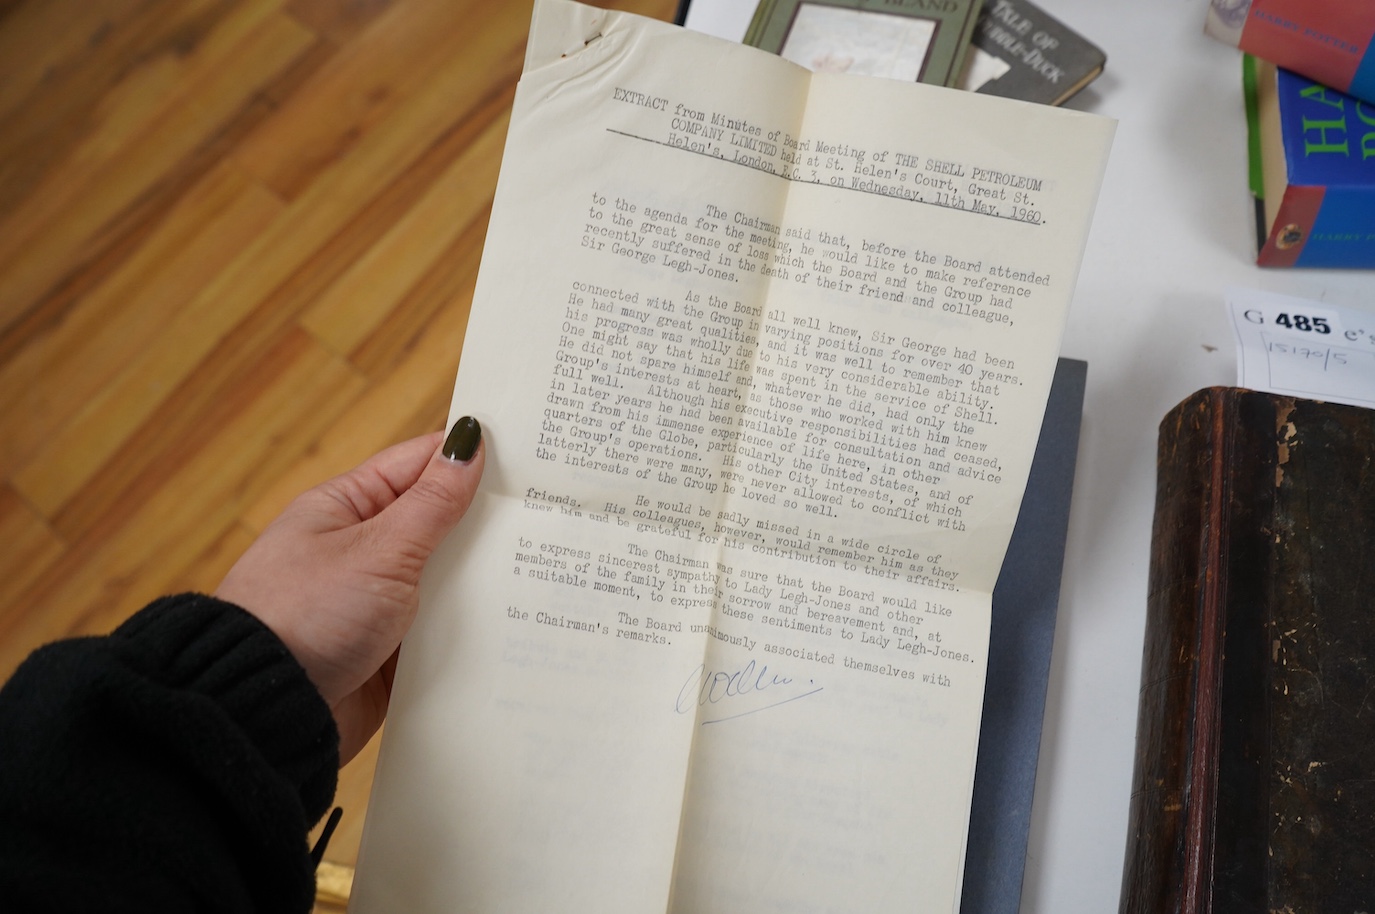 EXTRACT from Minutes of Board Meeting of THE SHELL PETROLEUM
COMPANY LIMITED held at St. Helen's Court, Great St.
Helen's, London, E.C. 3, on Wednesday, 11th May, 1960.
The Chairman said that, before the Board attended
to the agenda for the meeting, he would like to make reference
to the great sense of loss which the Board and the Group had
recently suffered in the death of their friend and colleague,
Sir George Legh-Jones.
As the Board all well knew, Sir George had been
connected with the Group in varying positions for over 40 years.
He had many great qualities, and it was well to remember that
his progress was wholly due to his very considerable ability.
One might say that his life was spent in the service of Shell.
He did not spare himself and, whatever he did, had only the
Group's interests at heart, as those who worked with him knew
full well. Although his executive responsibilities had ceased,
in later years he had been available for consultation and advice
drawn from his immense experience of life here, in other
quarters of the Globe, particularly the United States, and of
the Group's operations. His other City interests, of which
latterly there were many, were never allowed to conflict with
the interests of the Group he loved so well.
He would be sadly missed in a wide circle of
friends. His colleagues, however, would remember him as they
knew him and be grateful for his contribution to their affairs.
The Chairman was sure that the Board would like
to express sincerest sympathy to Lady Legh-Jones and other
members of the family in their sorrow and bereavement and, at
a suitable moment, to express these sentiments to Lady Legh-Jones.
The Board unanimously associated themselves with
the Chairman's remarks.
TALE OF
DUCK
HARRY POTTER
HA
HARRY P
G 485 e's
15170/5